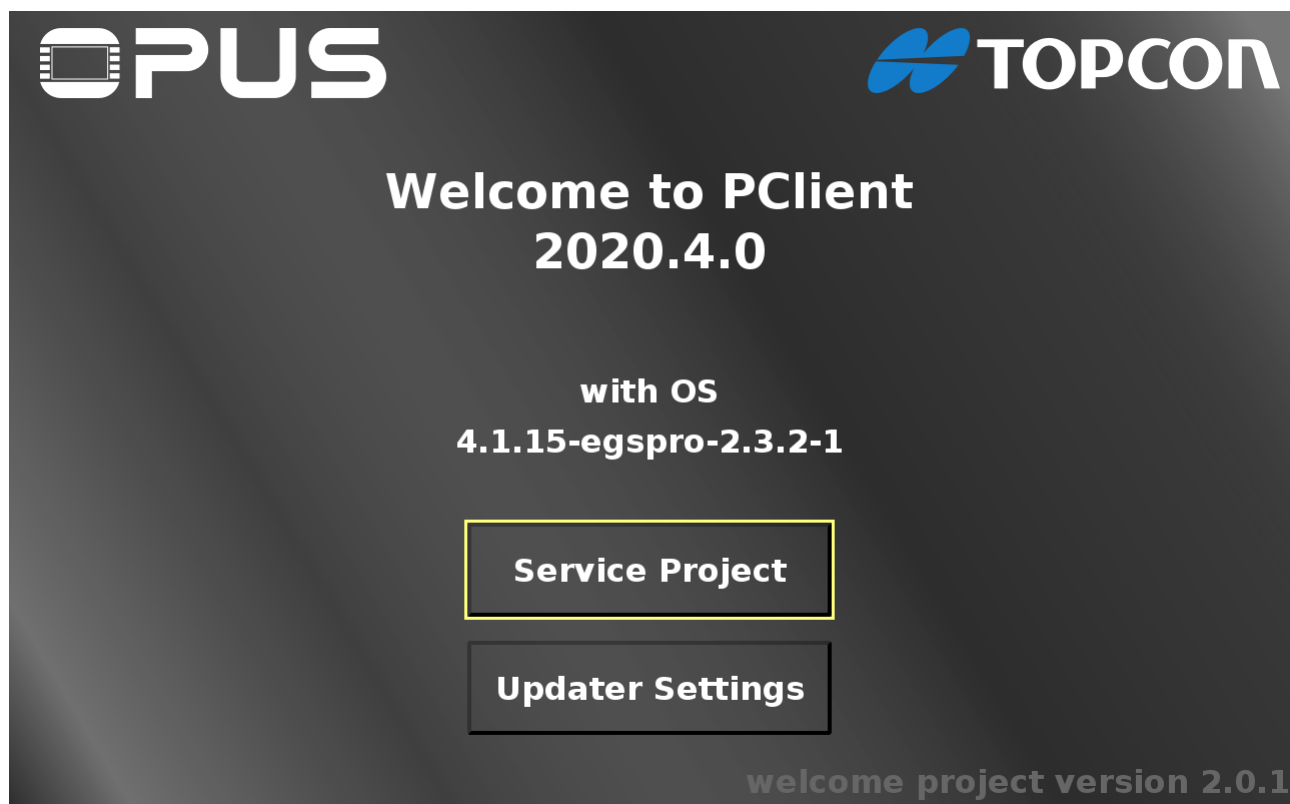 OPUS
TOPCON
Welcome to PClient
2020.4.0
with OS
4.1.15-egspro-2.3.2-1
Service Project
Updater Settings
welcome project version 2.0.1